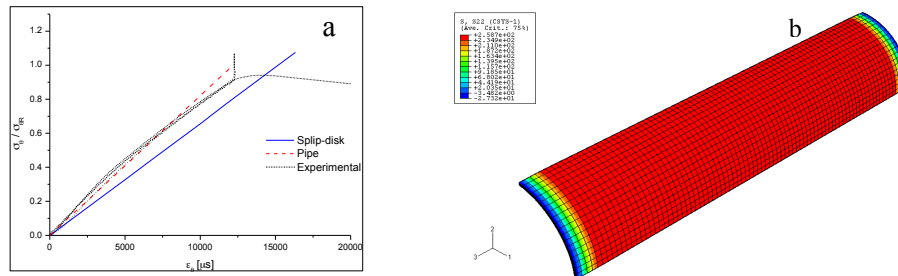 a
1.2
1.0
0.8
0.6
0.4
0.2
0.0
σθ / σθR
Splip-disk
Pipe
Experimental
0
5000
10000
15000
20000
εθ [μs]
b
S, S22 (CSYS-1)
(Ave. Crit.: 75%)
+2.587e+02
+2.349e+02
+2.110e+02
+1.872e+02
+1.634e+02
+1.395e+02
+1.157e+02
+9.185e+01
+6.802e+01
+4.419e+01
+2.035e+01
-3.482e+00
-2.732e+01
2
3
1